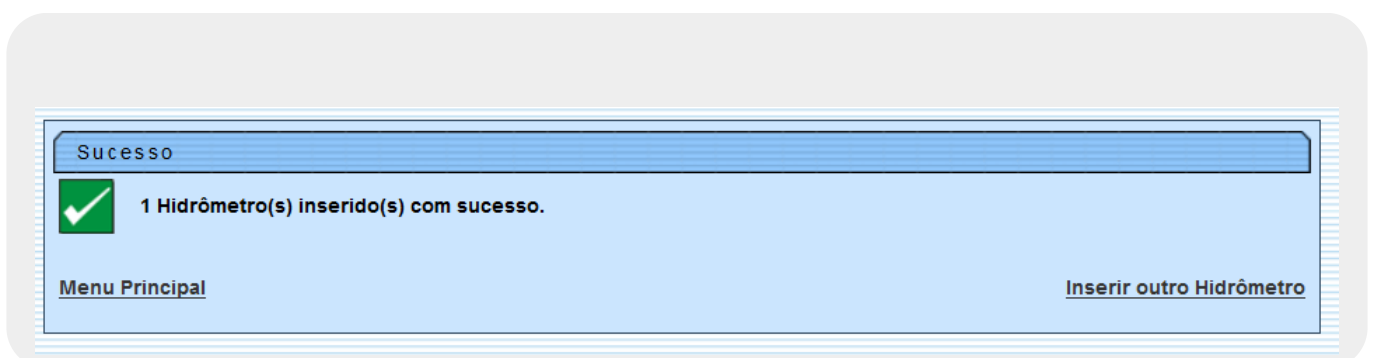 Sucesso
1 Hidrômetro(s) inserido(s) com sucesso.
Menu Principal
Inserir outro Hidrômetro